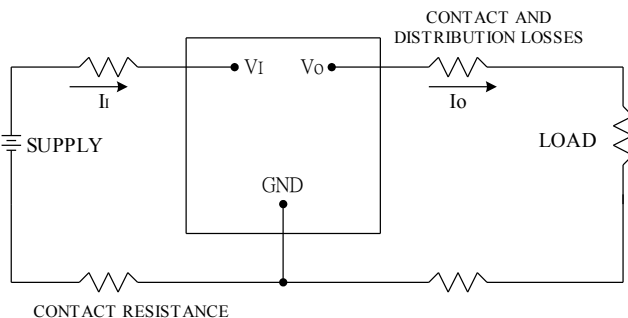 CONTACT AND
DISTRIBUTION LOSSES
VI
VO
II
IO
SUPPLY
LOAD
GND
CONTACT RESISTANCE